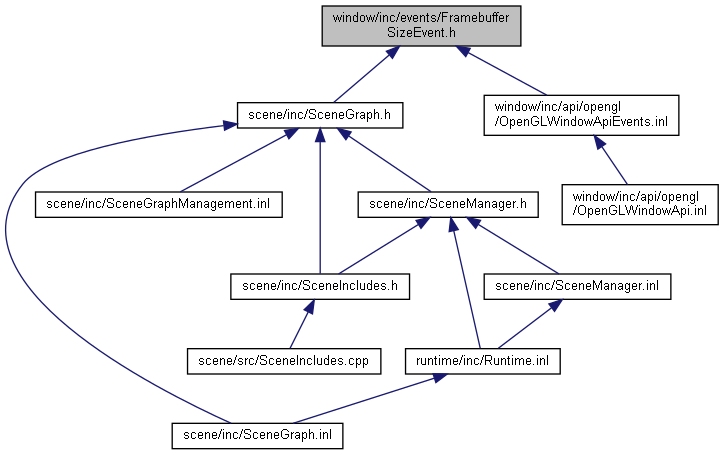 window/inc/events/Framebuffer
SizeEvent.h
scene/inc/SceneGraph.h
window/inc/api/opengl
/OpenGLWindowApiEvents.inl
scene/inc/SceneGraphManagement.inl
scene/inc/SceneManager.h
window/inc/api/opengl
/OpenGLWindowApi.inl
scene/inc/SceneIncludes.h
scene/inc/SceneManager.inl
scene/src/SceneIncludes.cpp
runtime/inc/Runtime.inl
scene/inc/SceneGraph.inl